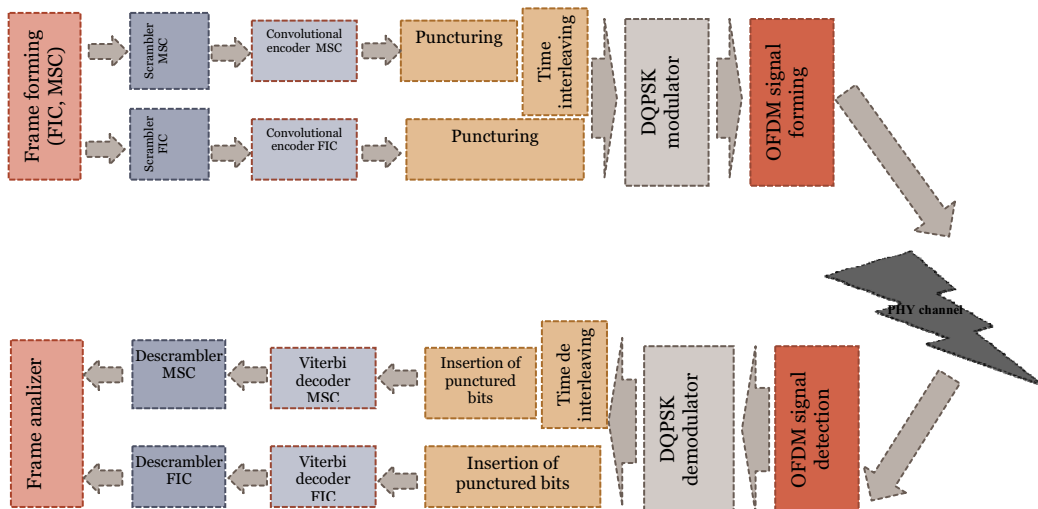 Frame forming
(FIC, MSC)
Scrambler
MSC
Convolutional
encoder MSC
Puncturing
Time
interleaving
DQPSK
modulator
OFDM signal
forming
Scrambler
FIC
Convolutional
encoder FIC
Puncturing
PHY channel
Frame analizer
Descrambler
MSC
Viterbi
decoder
MSC
Insertion of
punctured
bits
Time de
interleaving
DQPSK
demodulator
OFDM signal
detection
Descrambler
FIC
Viterbi
decoder
FIC
Insertion of
punctured bits